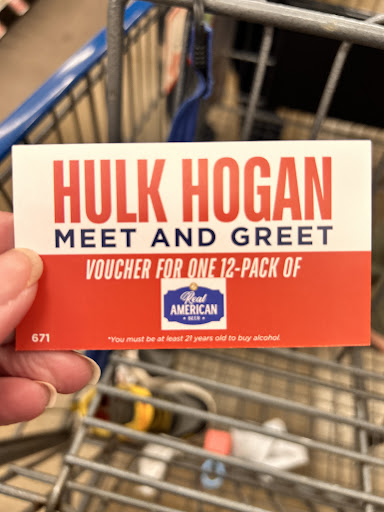 HULK HOGAN
MEET AND GREET
VOUCHER FOR ONE 12-PACK OF
Real
AMERICAN
BEER
671
*You must be at least 21 years old to buy alcohol.